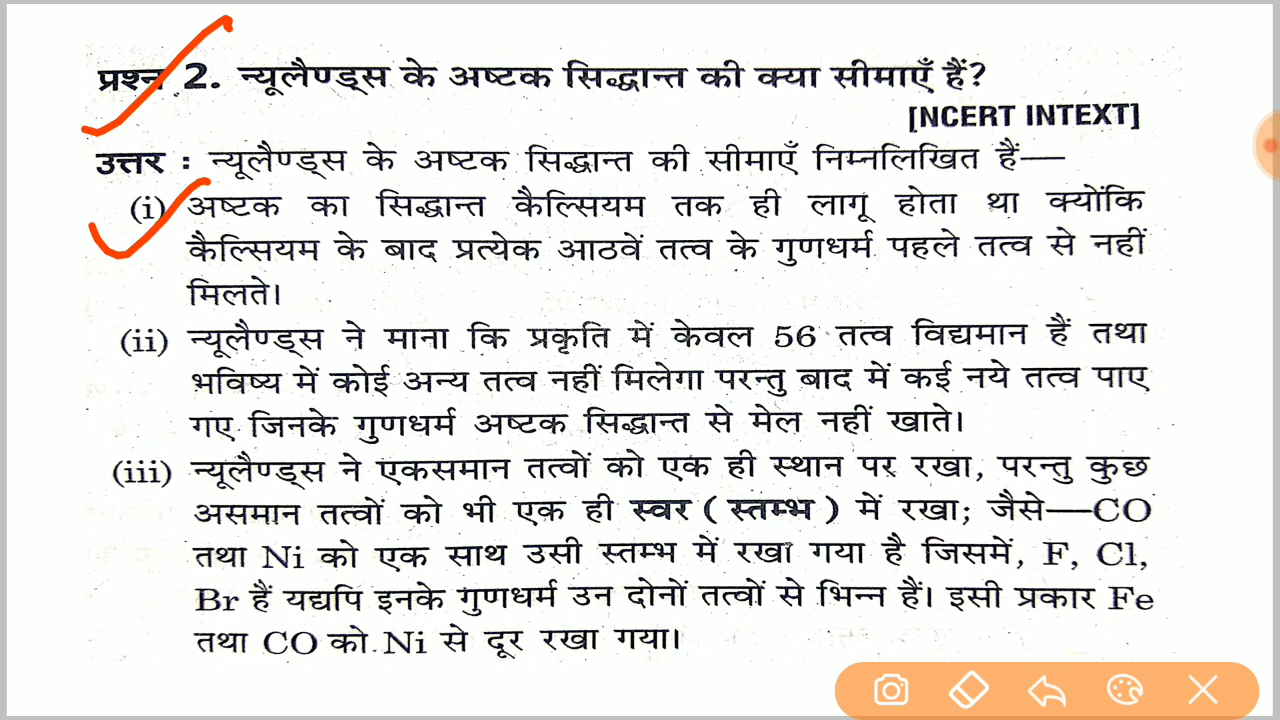 प्रश्न 2. न्यूलैण्ड्स के अष्टक सिद्धान्त की क्या सीमाएँ हैं?
[NCERT INTEXT]
उत्तर : न्यूलैण्ड्स के अष्टक सिद्धान्त की सीमाएँ निम्नलिखित हैं—
(i) अष्टक का सिद्धान्त कैल्सियम तक ही लागू होता था क्योंकि
कैल्सियम के बाद प्रत्येक आठवें तत्व के गुणधर्म पहले तत्व से नहीं
मिलते।
(ii) न्यूलैण्ड्स ने माना कि प्रकृति में केवल 56 तत्व विद्यमान हैं तथा
भविष्य में कोई अन्य तत्व नहीं मिलेगा परन्तु बाद में कई नये तत्व पाए
गए जिनके गुणधर्म अष्टक सिद्धान्त से मेल नहीं खाते।
(iii) न्यूलैण्ड्स ने एकसमान तत्वों को एक ही स्थान पर रखा, परन्तु कुछ
असमान तत्वों को भी एक ही स्वर ( स्तम्भ ) में रखा; जैसे—CO
तथा Ni को एक साथ उसी स्तम्भ में रखा गया है जिसमें, F, Cl,
Br हैं यद्यपि इनके गुणधर्म उन दोनों तत्वों से भिन्न हैं। इसी प्रकार Fe
तथा CO को Ni से दूर रखा गया।